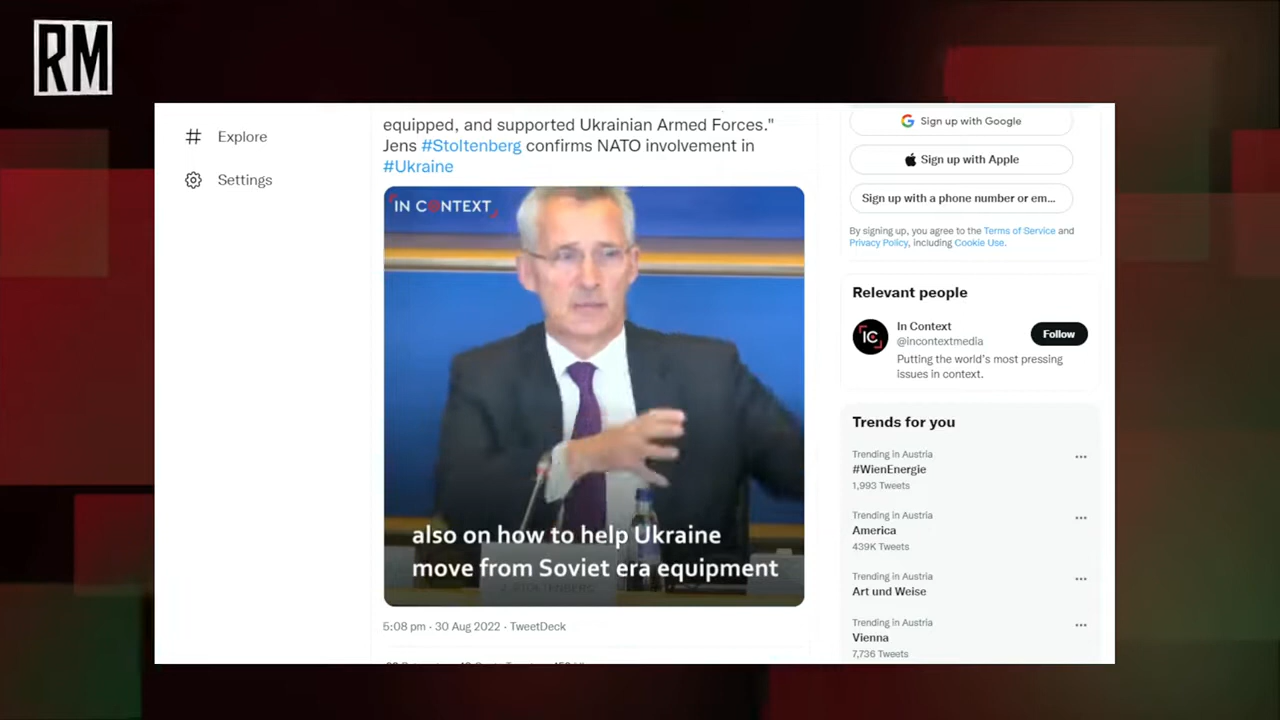 RM
Explore
Settings
equipped, and supported Ukrainian Armed Forces."
Jens #Stoltenberg confirms NATO involvement in
#Ukraine
IN CONTEXT
also on how to help Ukraine
move from Soviet era equipment
5:08 pm · 30 Aug 2022 · TweetDeck
Sign up with Google
Sign up with Apple
Sign up with a phone number or em...
By signing up, you agree to the Terms of Service and
Privacy Policy, including Cookie Use.
Relevant people
IC
In Context
@incontextmedia
Follow
Putting the world's most pressing
issues in context.
Trends for you
Trending in Austria
#WienEnergie
1,993 Tweets
Trending in Austria
America
439K Tweets
Trending in Austria
Art und Weise
Trending in Austria
Vienna
7,736 Tweets